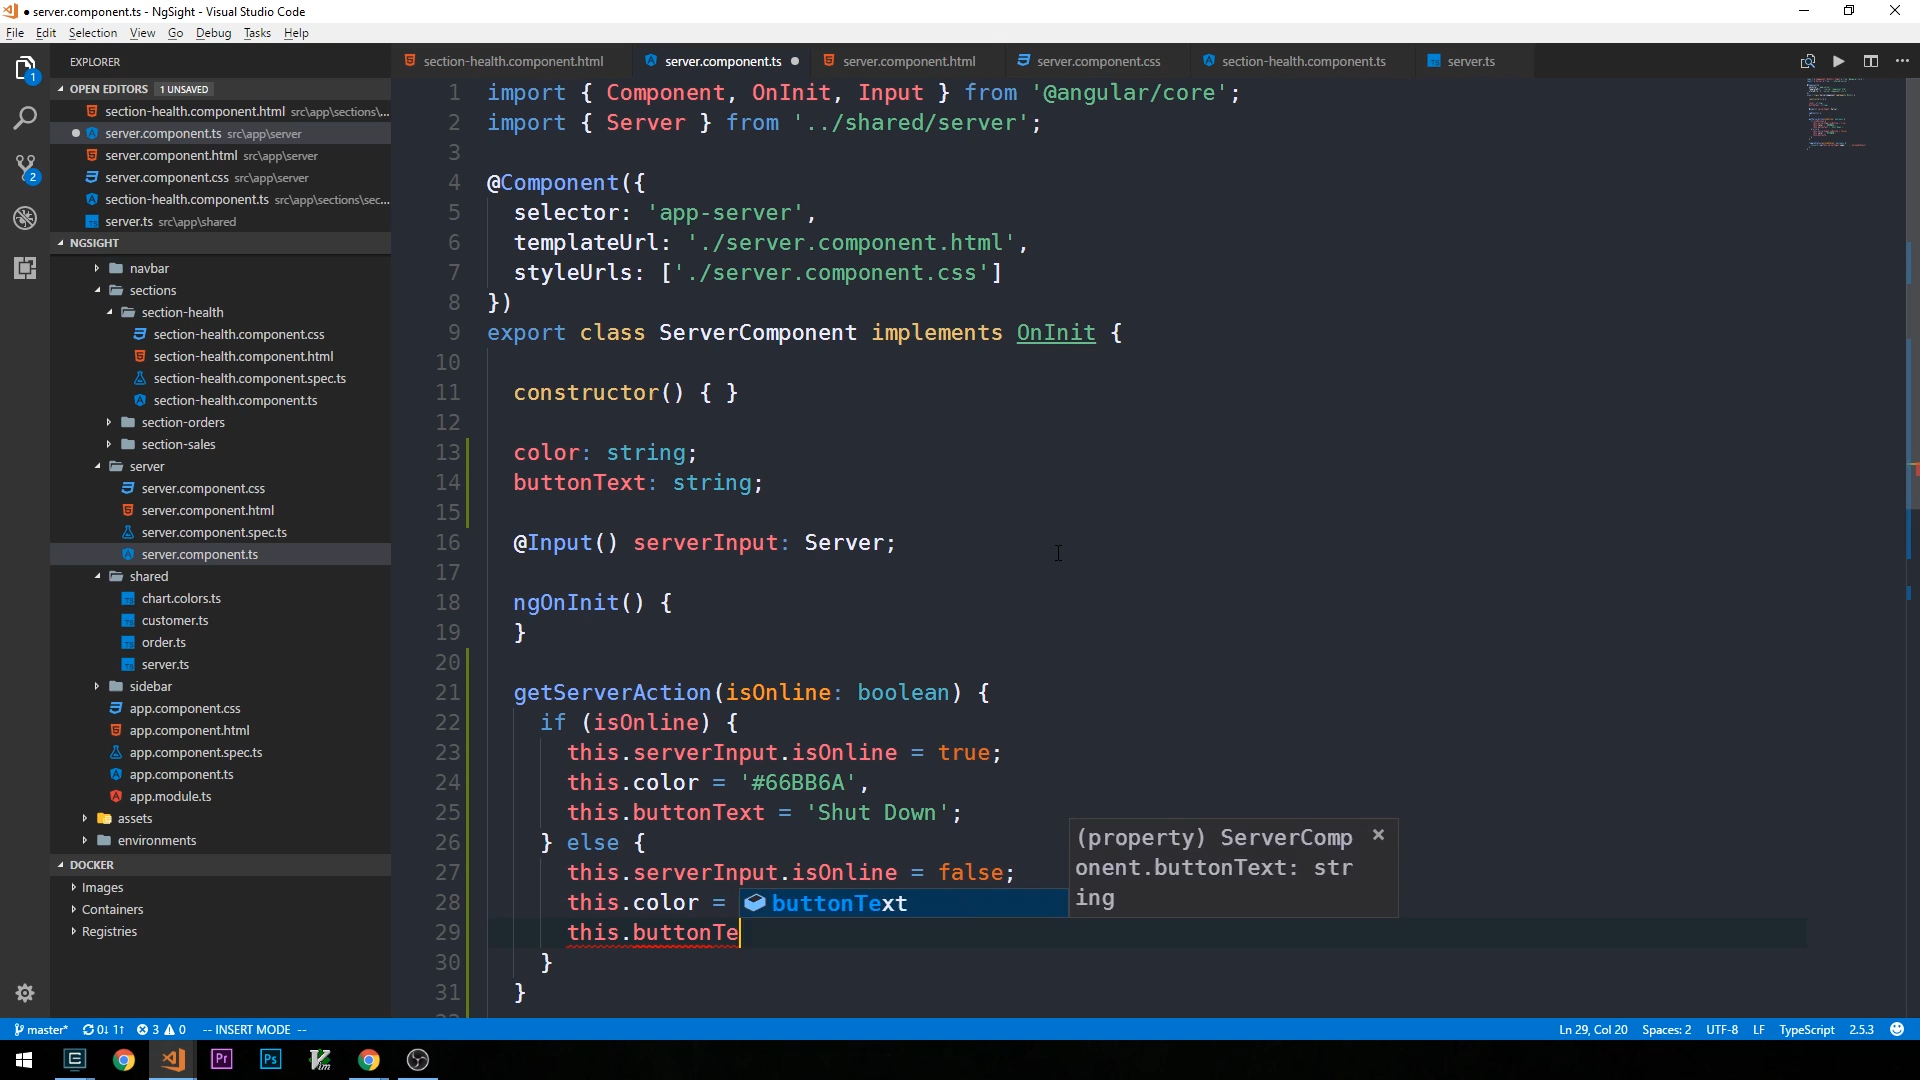 ● server.component.ts - NgSight - Visual Studio Code
File Edit Selection View Go Debug Tasks Help
EXPLORER
OPEN EDITORS 1 UNSAVED
section-health.component.html src\app\sections\...
server.component.ts src\app\server
server.component.html src\app\server
server.component.css src\app\server
section-health.component.ts src\app\sections\sec...
server.ts src\app\shared
NGSIGHT
navbar
sections
section-health
section-health.component.css
section-health.component.html
section-health.component.spec.ts
section-health.component.ts
section-orders
section-sales
server
server.component.css
server.component.html
server.component.spec.ts
server.component.ts
shared
chart.colors.ts
customer.ts
order.ts
server.ts
sidebar
app.component.css
app.component.html
app.component.spec.ts
app.component.ts
app.module.ts
assets
environments
DOCKER
Images
Containers
Registries
1
2
section-health.component.html server.component.ts server.component.html server.component.css section-health.component.ts server.ts
1 import { Component, OnInit, Input } from '@angular/core';
2 import { Server } from '../shared/server';
3
4 @Component({
5 selector: 'app-server',
6 templateUrl: './server.component.html',
7 styleUrls: ['./server.component.css']
8 })
9 export class ServerComponent implements OnInit {
10
11 constructor() { }
12
13 color: string;
14 buttonText: string;
15
16 @Input() serverInput: Server;
17
18 ngOnInit() {
19 }
20
21 getServerAction(isOnline: boolean) {
22 if (isOnline) {
23 this.serverInput.isOnline = true;
24 this.color = '#66BB6A',
25 this.buttonText = 'Shut Down';
26 } else {
27 this.serverInput.isOnline = false;
28 this.color =
29 this.buttonTe
30 }
31 }
buttonText
(property) ServerComp
onent.buttonText: str
ing
master* 0↓ 1↑ 3 0 -- INSERT MODE -- Ln 29, Col 20 Spaces: 2 UTF-8 LF TypeScript 2.5.3
Pr Ps Vim